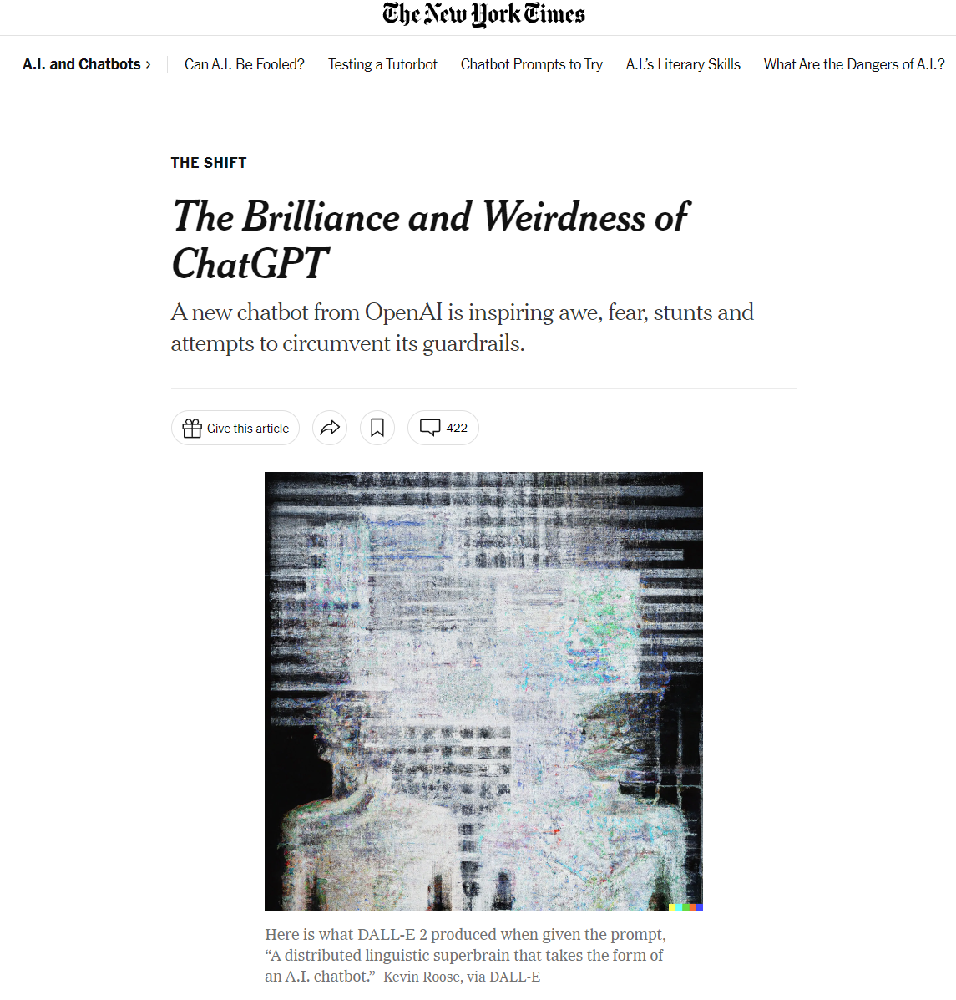 The New York Times
A.I. and Chatbots › Can A.I. Be Fooled? Testing a Tutorbot Chatbot Prompts to Try A.I.'s Literary Skills What Are the Dangers of A.I.?
THE SHIFT
The Brilliance and Weirdness of
ChatGPT
A new chatbot from OpenAI is inspiring awe, fear, stunts and
attempts to circumvent its guardrails.
Give this article 422
Here is what DALL-E 2 produced when given the prompt,
“A distributed linguistic superbrain that takes the form of
an A.I. chatbot.” Kevin Roose, via DALL-E